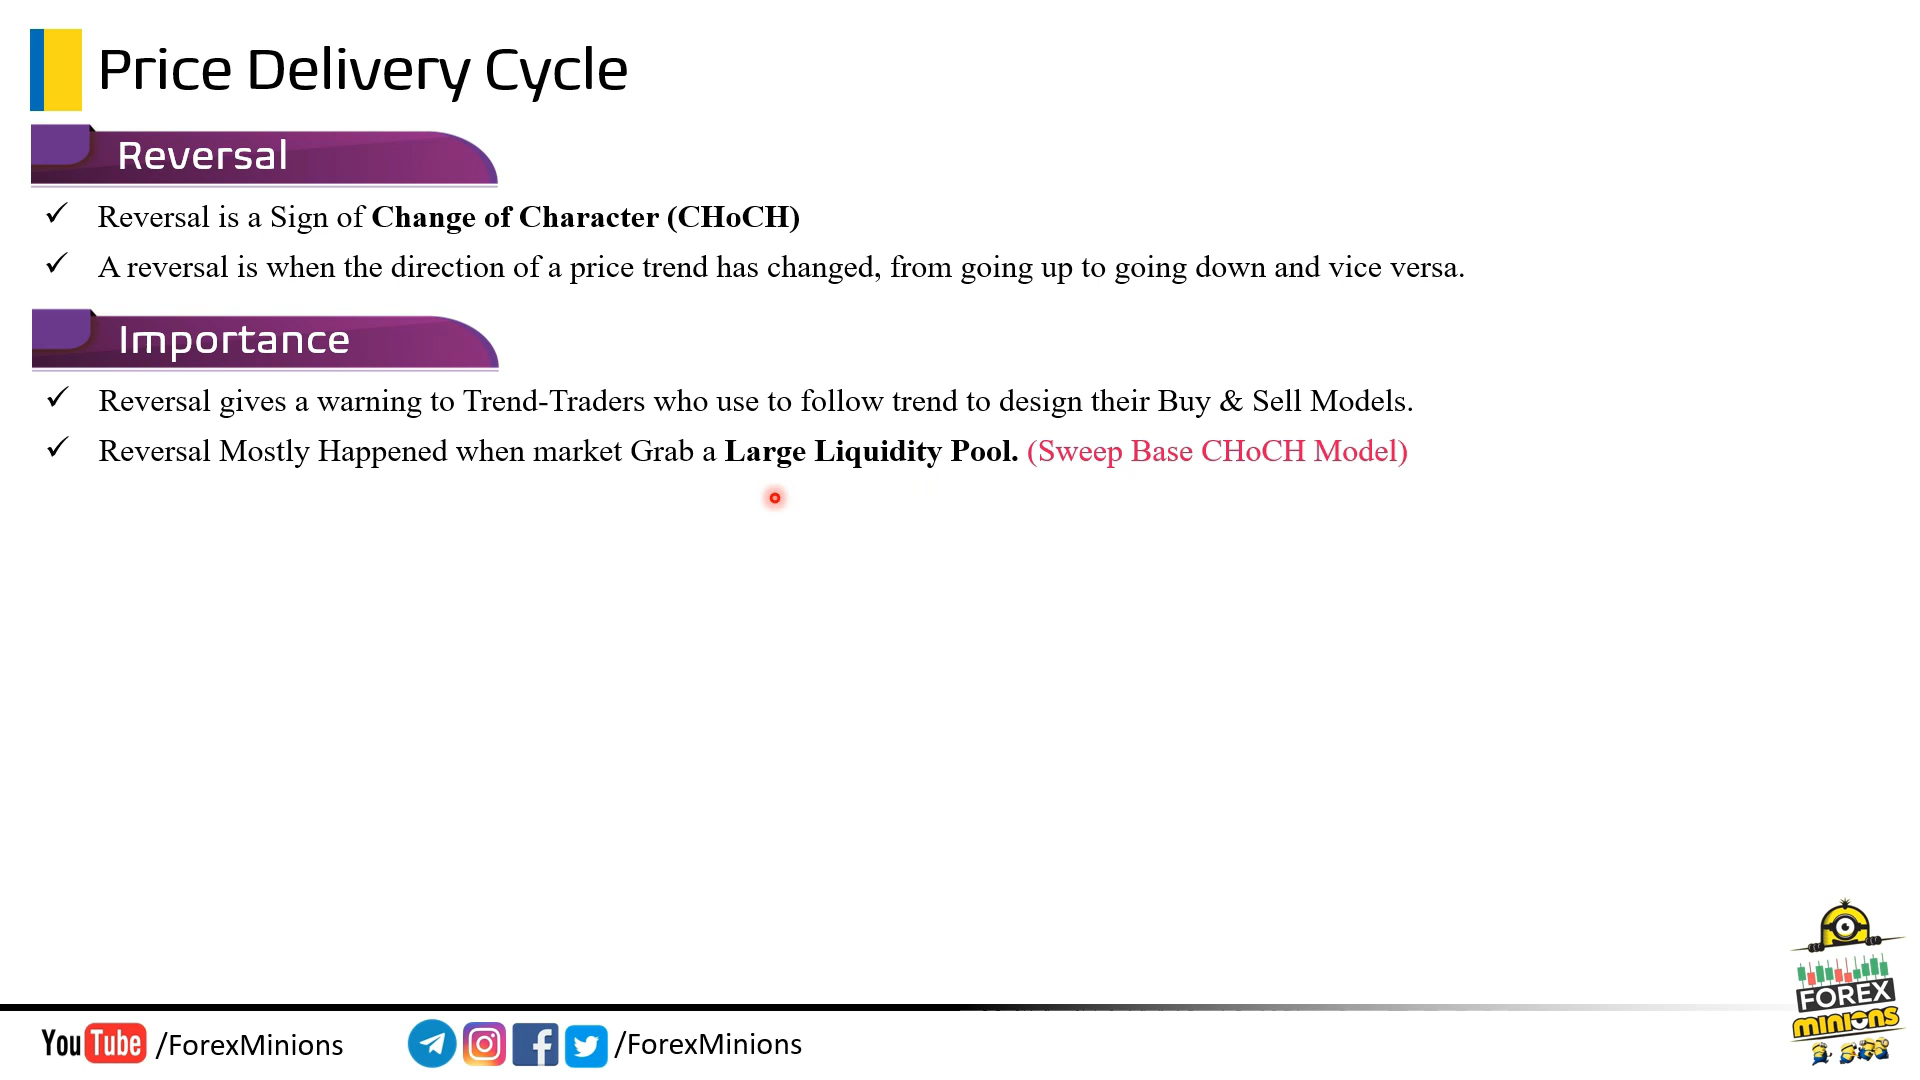 Price Delivery Cycle
Reversal
Reversal is a Sign of Change of Character (CHoCH)
A reversal is when the direction of a price trend has changed, from going up to going down and vice versa.
Importance
Reversal gives a warning to Trend-Traders who use to follow trend to design their Buy & Sell Models.
Reversal Mostly Happened when market Grab a Large Liquidity Pool. (Sweep Base CHoCH Model)
FOREX
minions
YouTube /ForexMinions
/ForexMinions